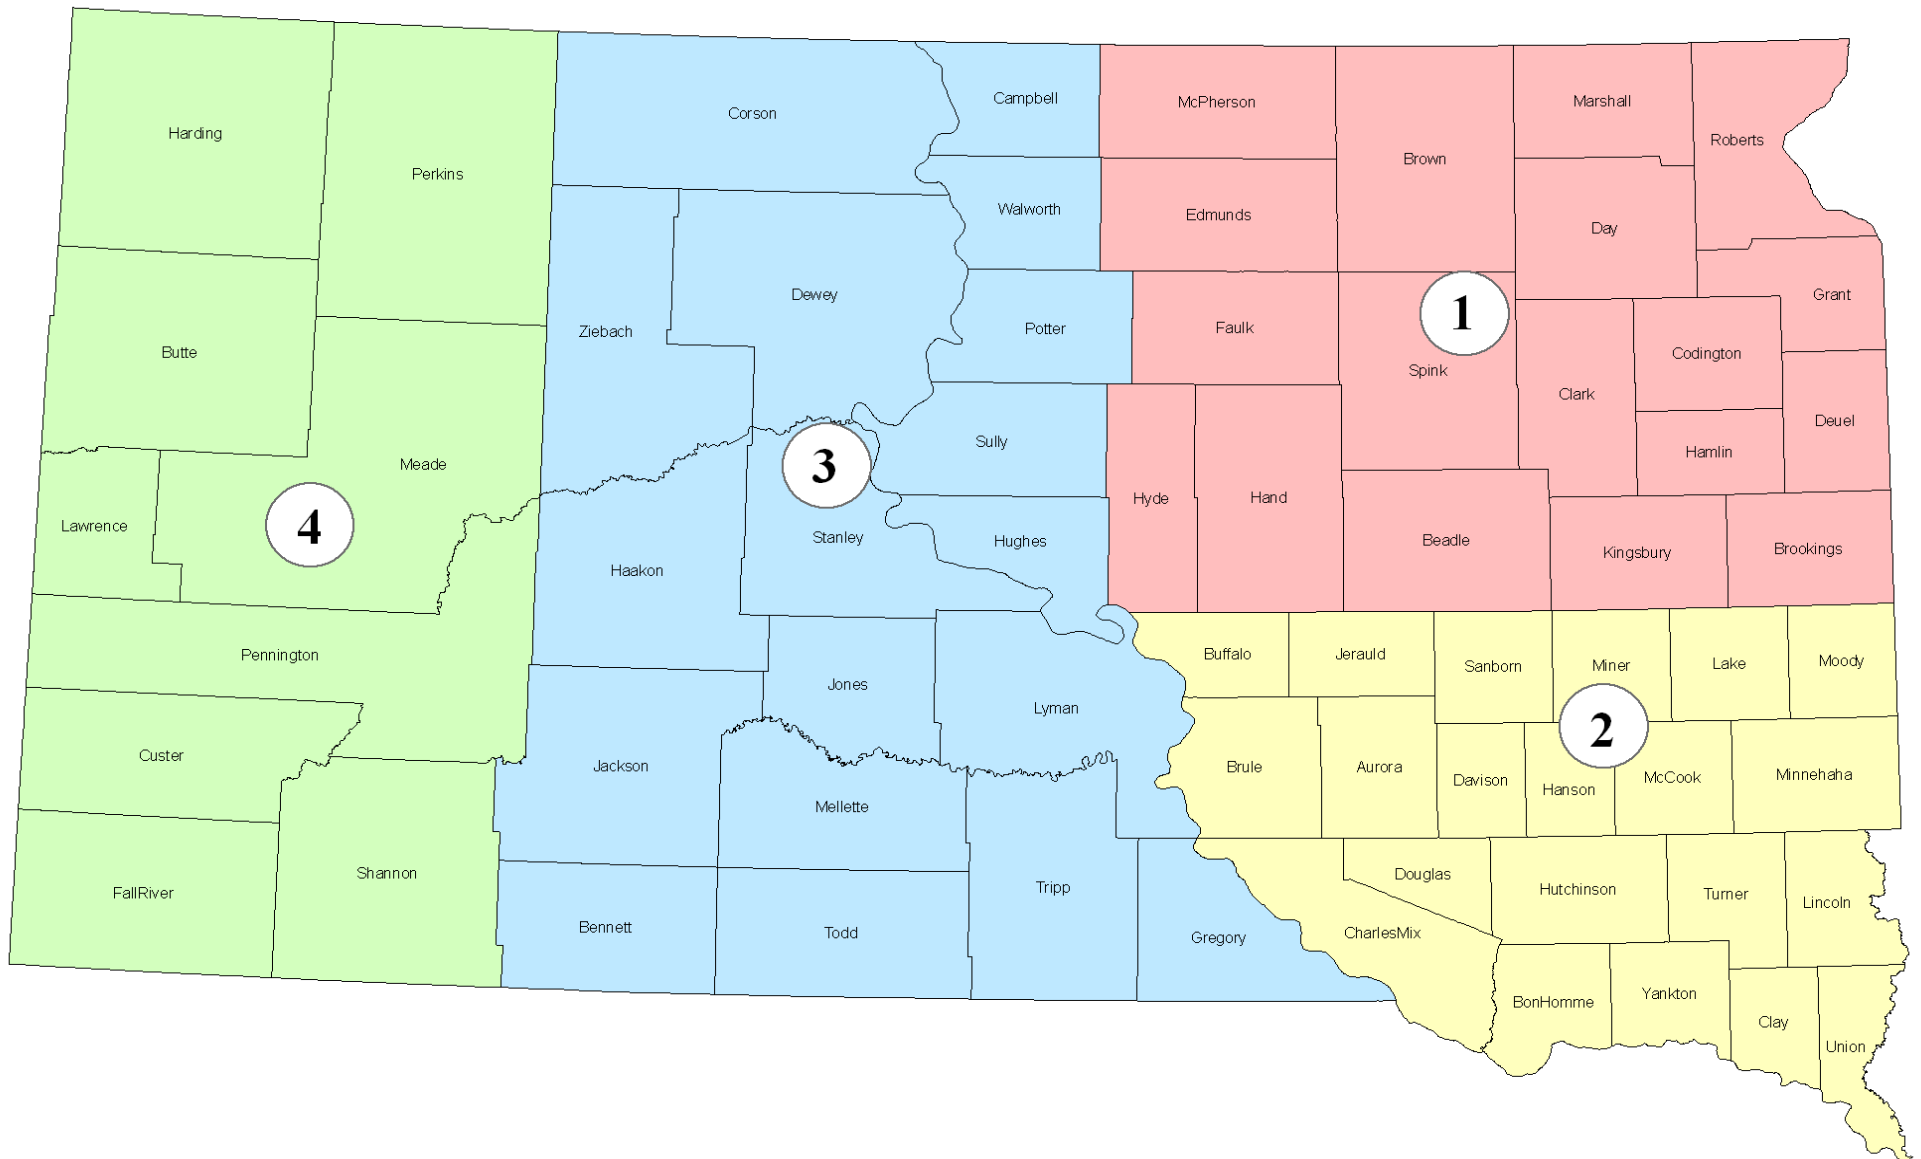 Harding
Perkins
Corson
Campbell
McPherson
Brown
Marshall
Roberts
Walworth
Edmunds
Day
Butte
Ziebach
Dewey
Potter
Faulk
1
Spink
Grant
Codington
Clark
Deuel
Hamlin
Meade
Lawrence
4
3
Sully
Hyde
Hand
Stanley
Hughes
Haakon
Beadle
Kingsbury
Brookings
Pennington
Jones
Lyman
Buffalo
Jerauld
Sanborn
Miner
Lake
Moody
2
Custer
Jackson
Mellette
Brule
Aurora
Davison
Hanson
McCook
Minnehaha
FallRiver
Shannon
Bennett
Todd
Tripp
Gregory
CharlesMix
Douglas
Hutchinson
Turner
Lincoln
BonHomme
Yankton
Clay
Union